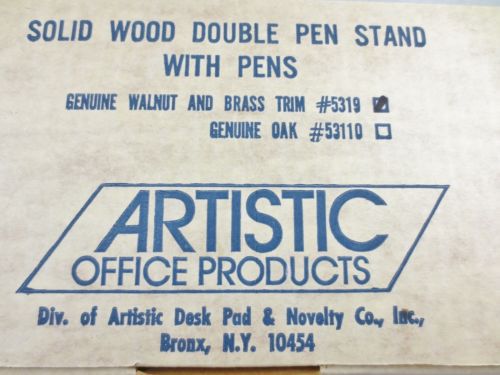 SOLID WOOD DOUBLE PEN STAND
WITH PENS
GENUINE WALNUT AND BRASS TRIM #5319
GENUINE OAK #53110
ARTISTIC
OFFICE PRODUCTS
Div. of Artistic Desk Pad & Novelty Co., Inc.,
Bronx, N.Y. 10454